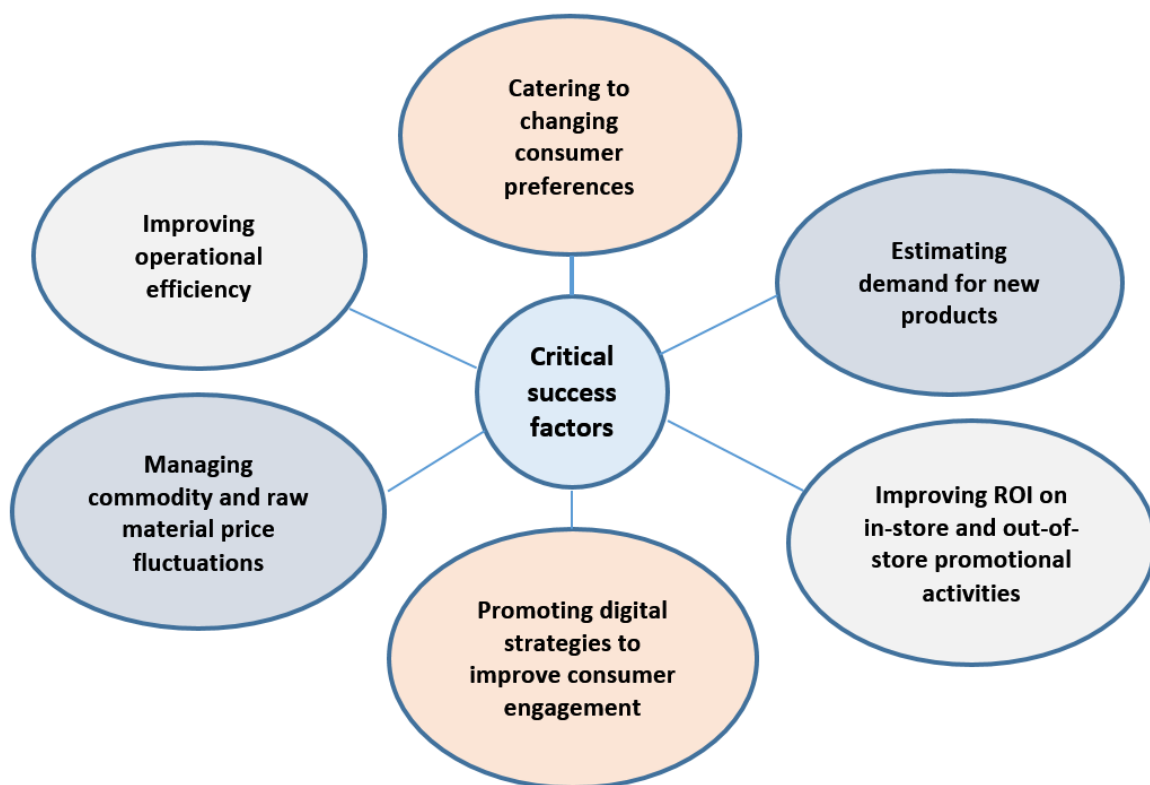 Catering to
changing
consumer
preferences
Improving
operational
efficiency
Estimating
demand for new
products
Critical
success
factors
Managing
commodity and raw
material price
fluctuations
Improving ROI on
in-store and out-of-
store promotional
activities
Promoting digital
strategies to
improve consumer
engagement